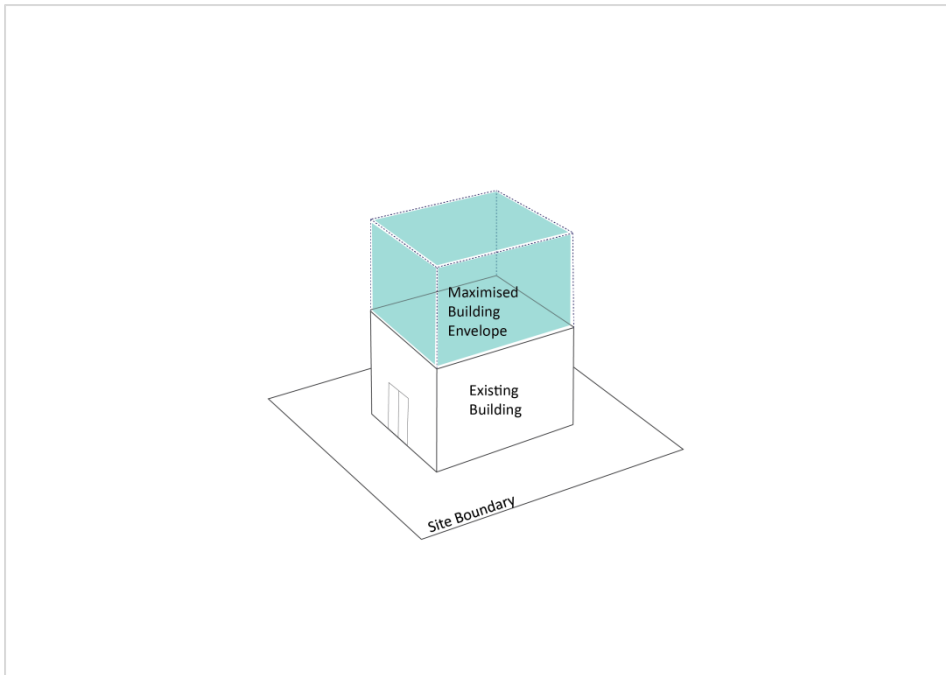 Maximised
Building
Envelope
Existing
Building
Site Boundary